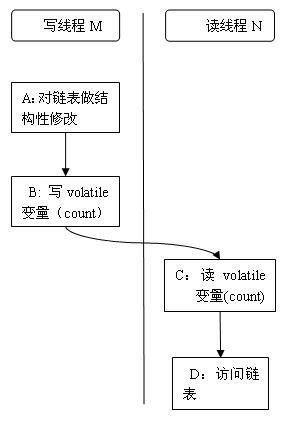 写线程 M
读线程 N
A:对链表做结
构性修改
B: 写 volatile
变量（count）
C: 读 volatile
变量(count)
D: 访问链
表